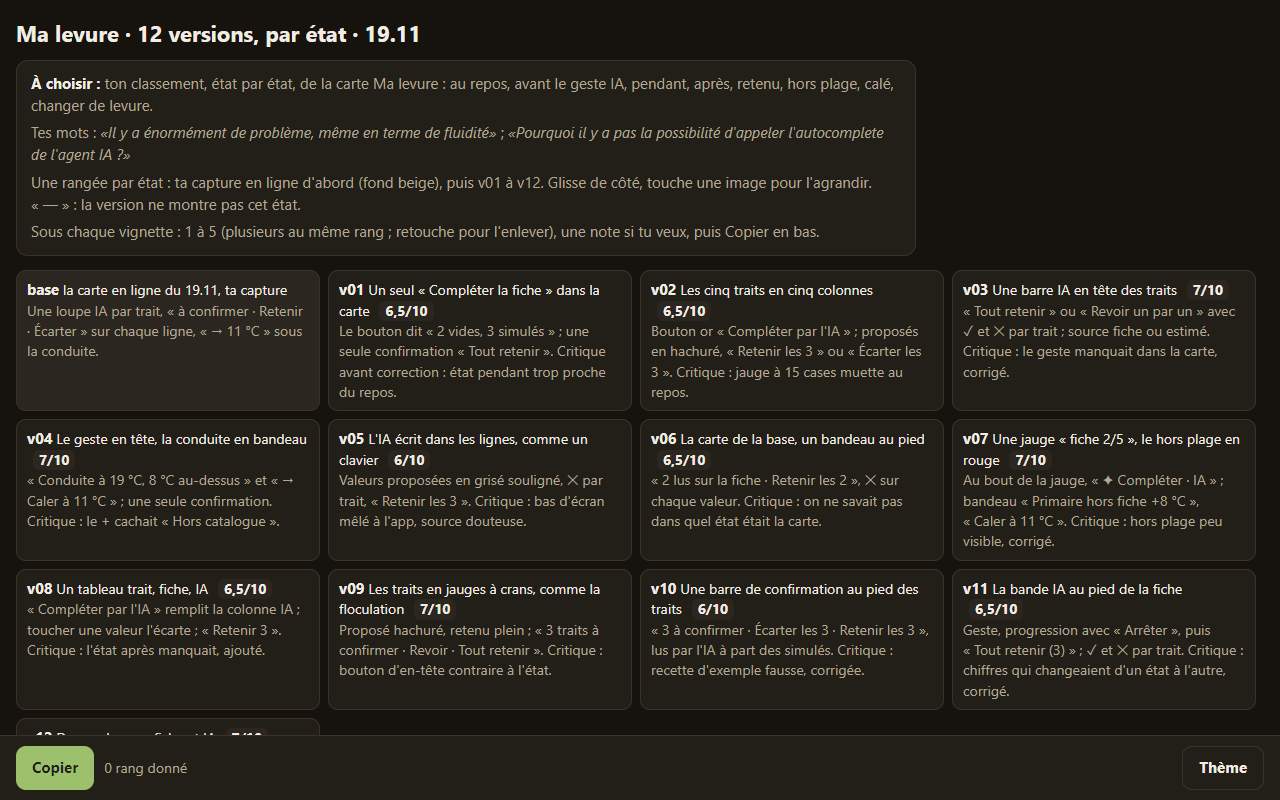 Ma levure · 12 versions, par état · 19.11
À choisir : ton classement, état par état, de la carte Ma levure : au repos, avant le geste IA, pendant, après, retenu, hors plage, calé,
changer de levure.
Tes mots : «Il y a énormément de problème, même en terme de fluidité» ; «Pourquoi il y a pas la possibilité d'appeler l'autocomplete
de l'agent IA ?»
Une rangée par état : ta capture en ligne d'abord (fond beige), puis v01 à v12. Glisse de côté, touche une image pour l'agrandir.
« — » : la version ne montre pas cet état.
Sous chaque vignette : 1 à 5 (plusieurs au même rang ; retouche pour l'enlever), une note si tu veux, puis Copier en bas.
base la carte en ligne du 19.11, ta capture
Une loupe IA par trait, « à confirmer · Retenir
· Écarter » sur chaque ligne, « → 11 °C » sous
la conduite.
v01 Un seul « Compléter la fiche » dans la
carte 6,5/10
Le bouton dit « 2 vides, 3 simulés » ; une
seule confirmation « Tout retenir ». Critique
avant correction : état pendant trop proche
du repos.
v02 Les cinq traits en cinq colonnes
6,5/10
Bouton or « Compléter par l'IA » ; proposés
en hachuré, « Retenir les 3 » ou « Écarter les
3 ». Critique : jauge à 15 cases muette au
repos.
v03 Une barre IA en tête des traits 7/10
« Tout retenir » ou « Revoir un par un » avec
✓ et ✕ par trait ; source fiche ou estimé.
Critique : le geste manquait dans la carte,
corrigé.
v04 Le geste en tête, la conduite en bandeau
7/10
« Conduite à 19 °C, 8 °C au-dessus » et « →
Caler à 11 °C » ; une seule confirmation.
Critique : le + cachait « Hors catalogue ».
v05 L'IA écrit dans les lignes, comme un
clavier 6/10
Valeurs proposées en grisé souligné, ✕ par
trait, « Retenir les 3 ». Critique : bas d'écran
mêlé à l'app, source douteuse.
v06 La carte de la base, un bandeau au pied
6,5/10
« 2 lus sur la fiche · Retenir les 2 », ✕ sur
chaque valeur. Critique : on ne savait pas
dans quel état était la carte.
v07 Une jauge « fiche 2/5 », le hors plage en
rouge 7/10
Au bout de la jauge, « ✦ Compléter · IA » ;
bandeau « Primaire hors fiche +8 °C »,
« Caler à 11 °C ». Critique : hors plage peu
visible, corrigé.
v08 Un tableau trait, fiche, IA 6,5/10
« Compléter par l'IA » remplit la colonne IA ;
toucher une valeur l'écarte ; « Retenir 3 ».
Critique : l'état après manquait, ajouté.
v09 Les traits en jauges à crans, comme la
floculation 7/10
Proposé hachuré, retenu plein ; « 3 traits à
confirmer · Revoir · Tout retenir ». Critique :
bouton d'en-tête contraire à l'état.
v10 Une barre de confirmation au pied des
traits 6/10
« 3 à confirmer · Écarter les 3 · Retenir les 3 »,
lus par l'IA à part des simulés. Critique :
recette d'exemple fausse, corrigée.
v11 La bande IA au pied de la fiche
6,5/10
Geste, progression avec « Arrêter », puis
« Tout retenir (3) » ; ✓ et ✕ par trait. Critique :
chiffres qui changeaient d'un état à l'autre,
corrigé.
Copier
0 rang donné
Thème